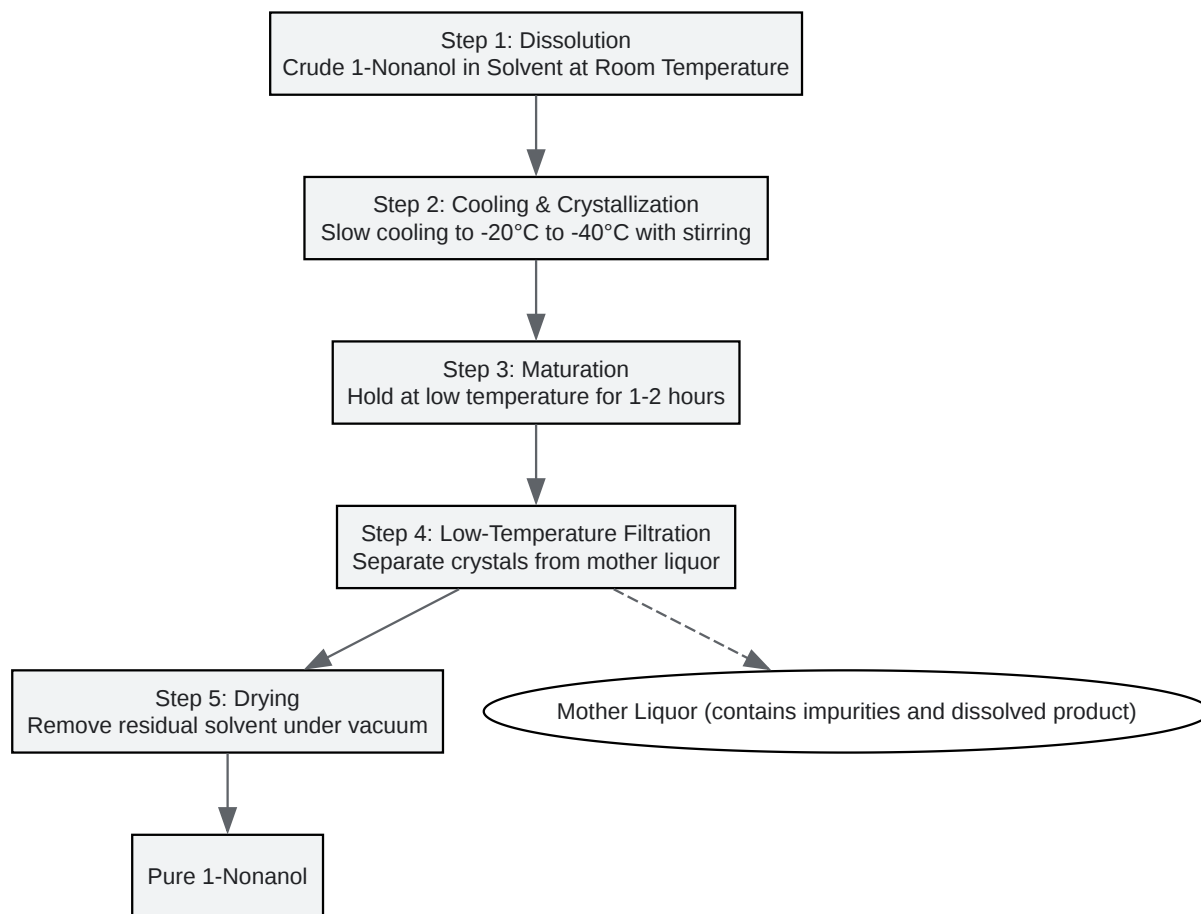 Step 1: Dissolution
Crude 1-Nonanol in Solvent at Room Temperature
Step 2: Cooling & Crystallization
Slow cooling to -20°C to -40°C with stirring
Step 3: Maturation
Hold at low temperature for 1-2 hours
Step 4: Low-Temperature Filtration
Separate crystals from mother liquor
Step 5: Drying
Remove residual solvent under vacuum
Mother Liquor (contains impurities and dissolved product)
Pure 1-Nonanol